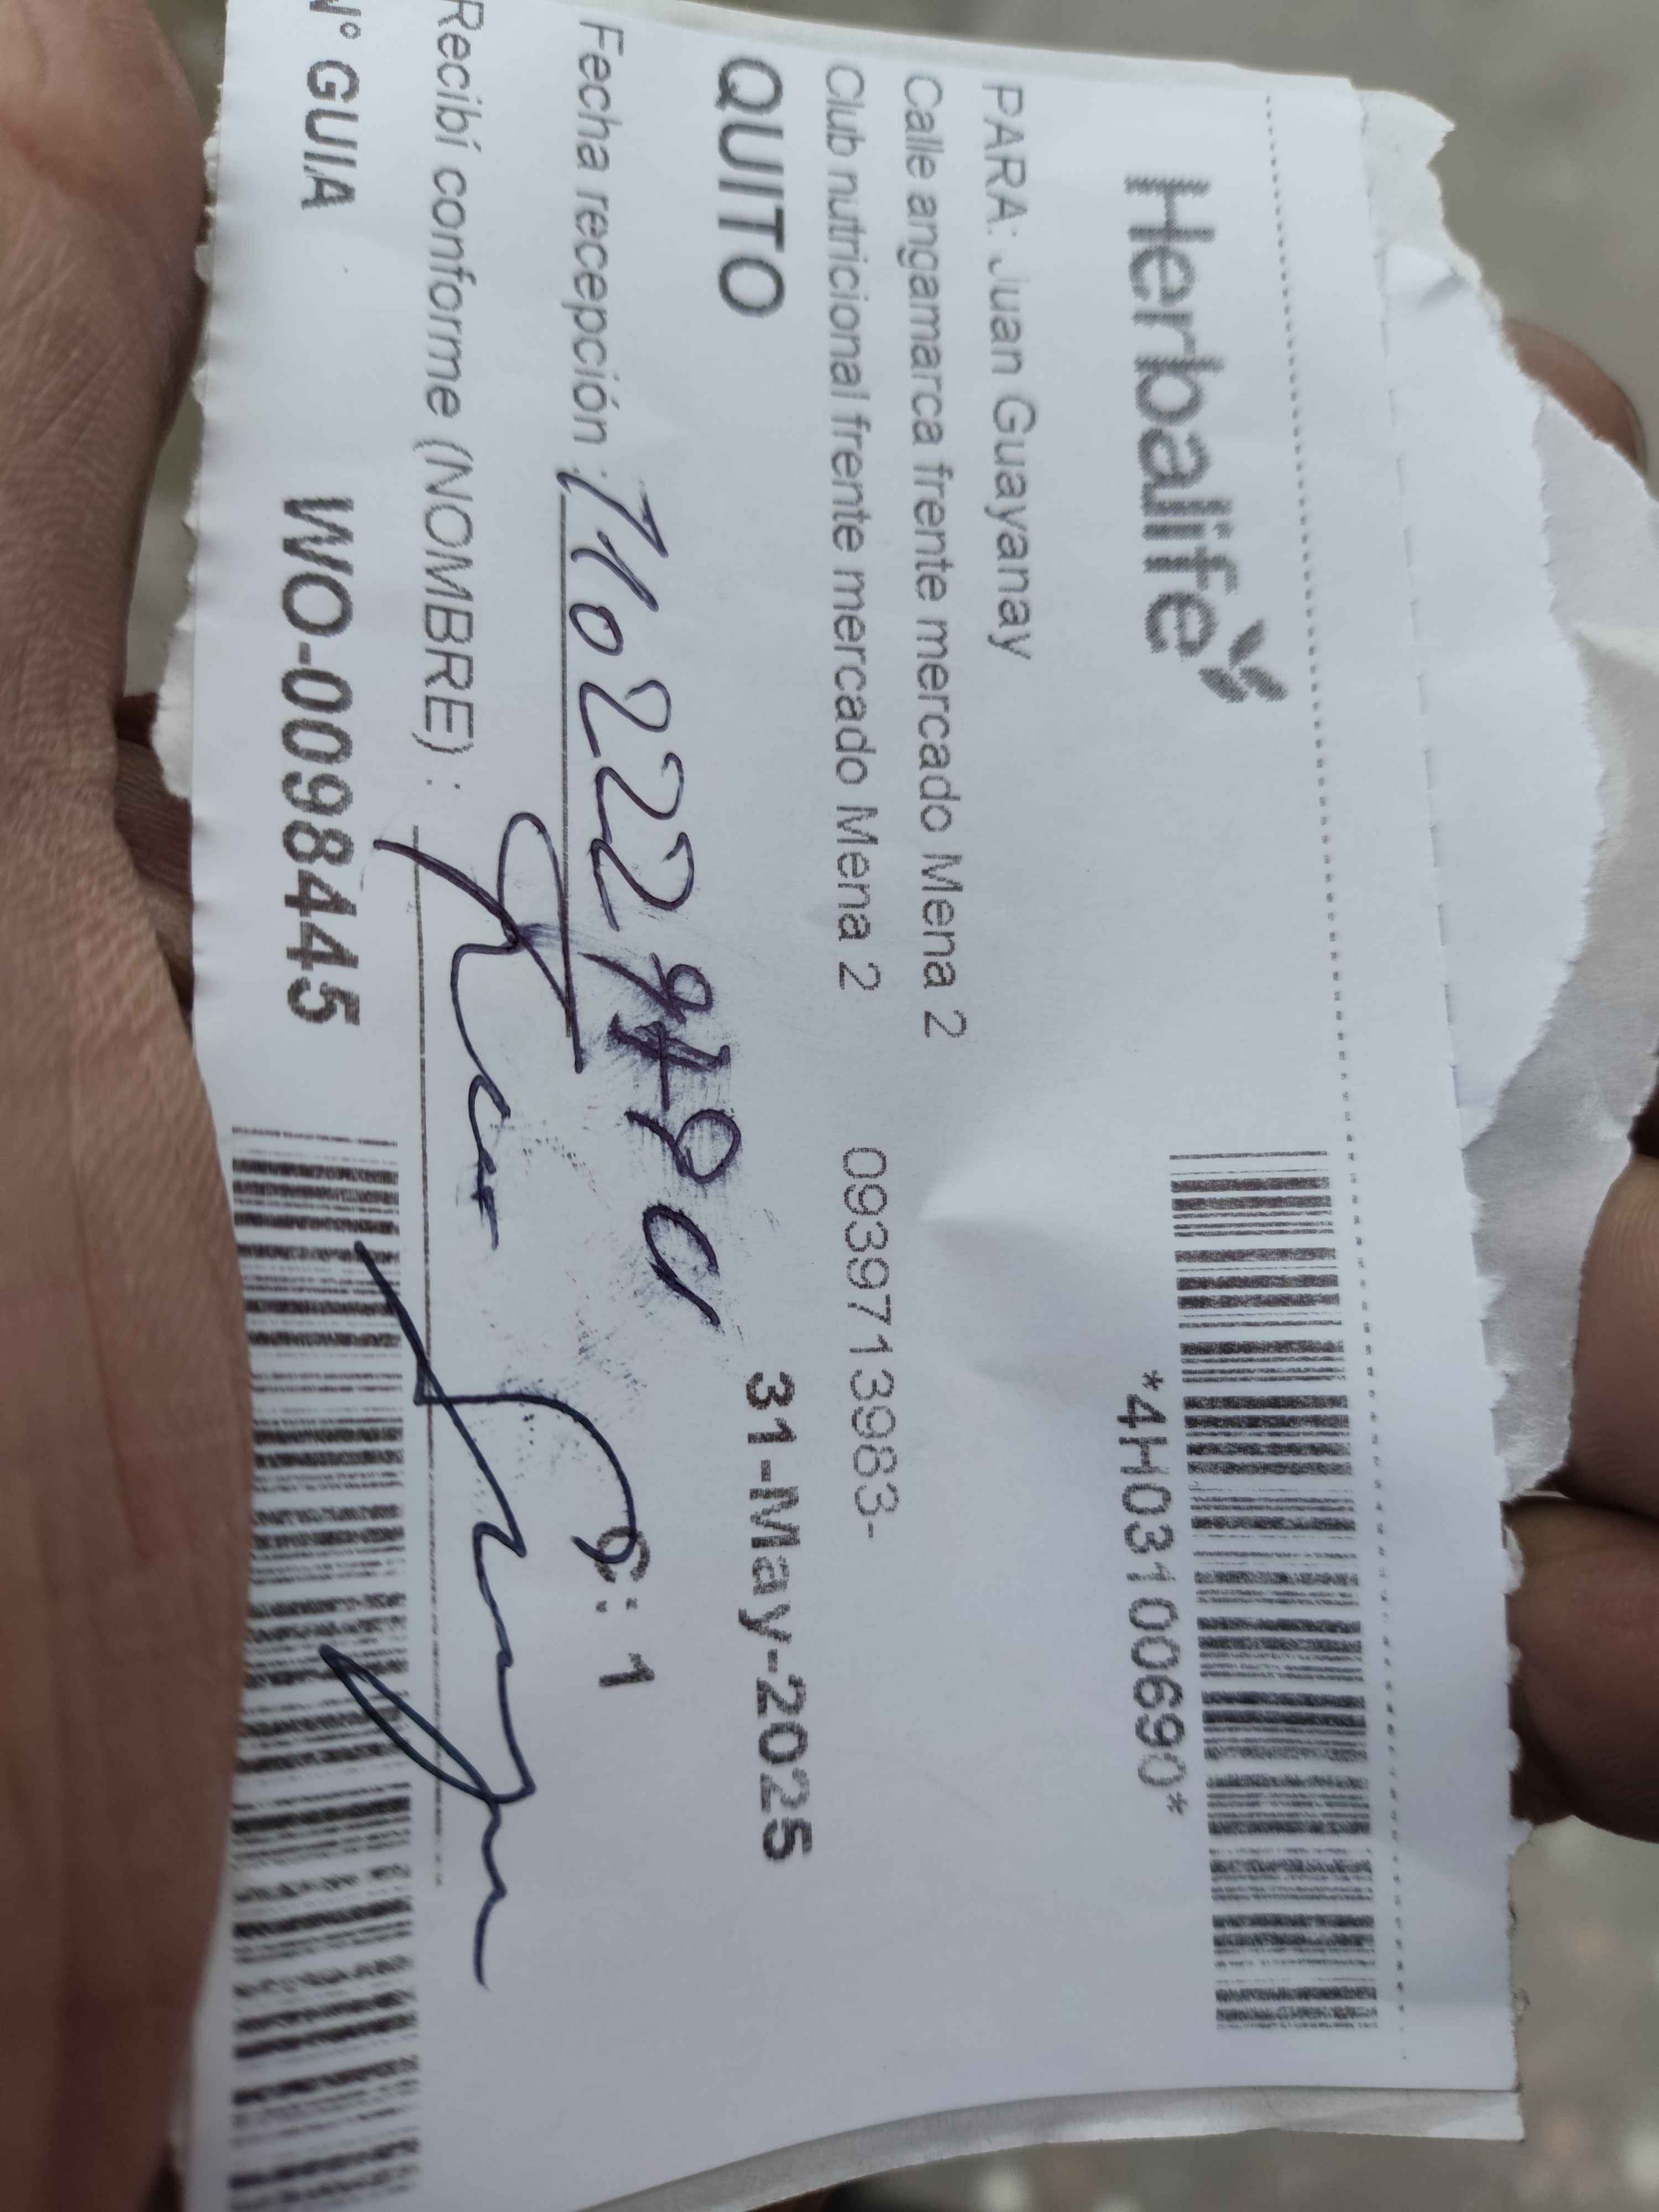 Herbalife
*4H03100690*
PARA: Juan Guayanay
Calle angamarca frente mercado Mena 2
Club nutricional frente mercado Mena 2 0939713983-
QUITO 31-May-2025
Fecha recepción : C: 1
Recibí conforme (NOMBRE) :
N° GUIA WO-0098445